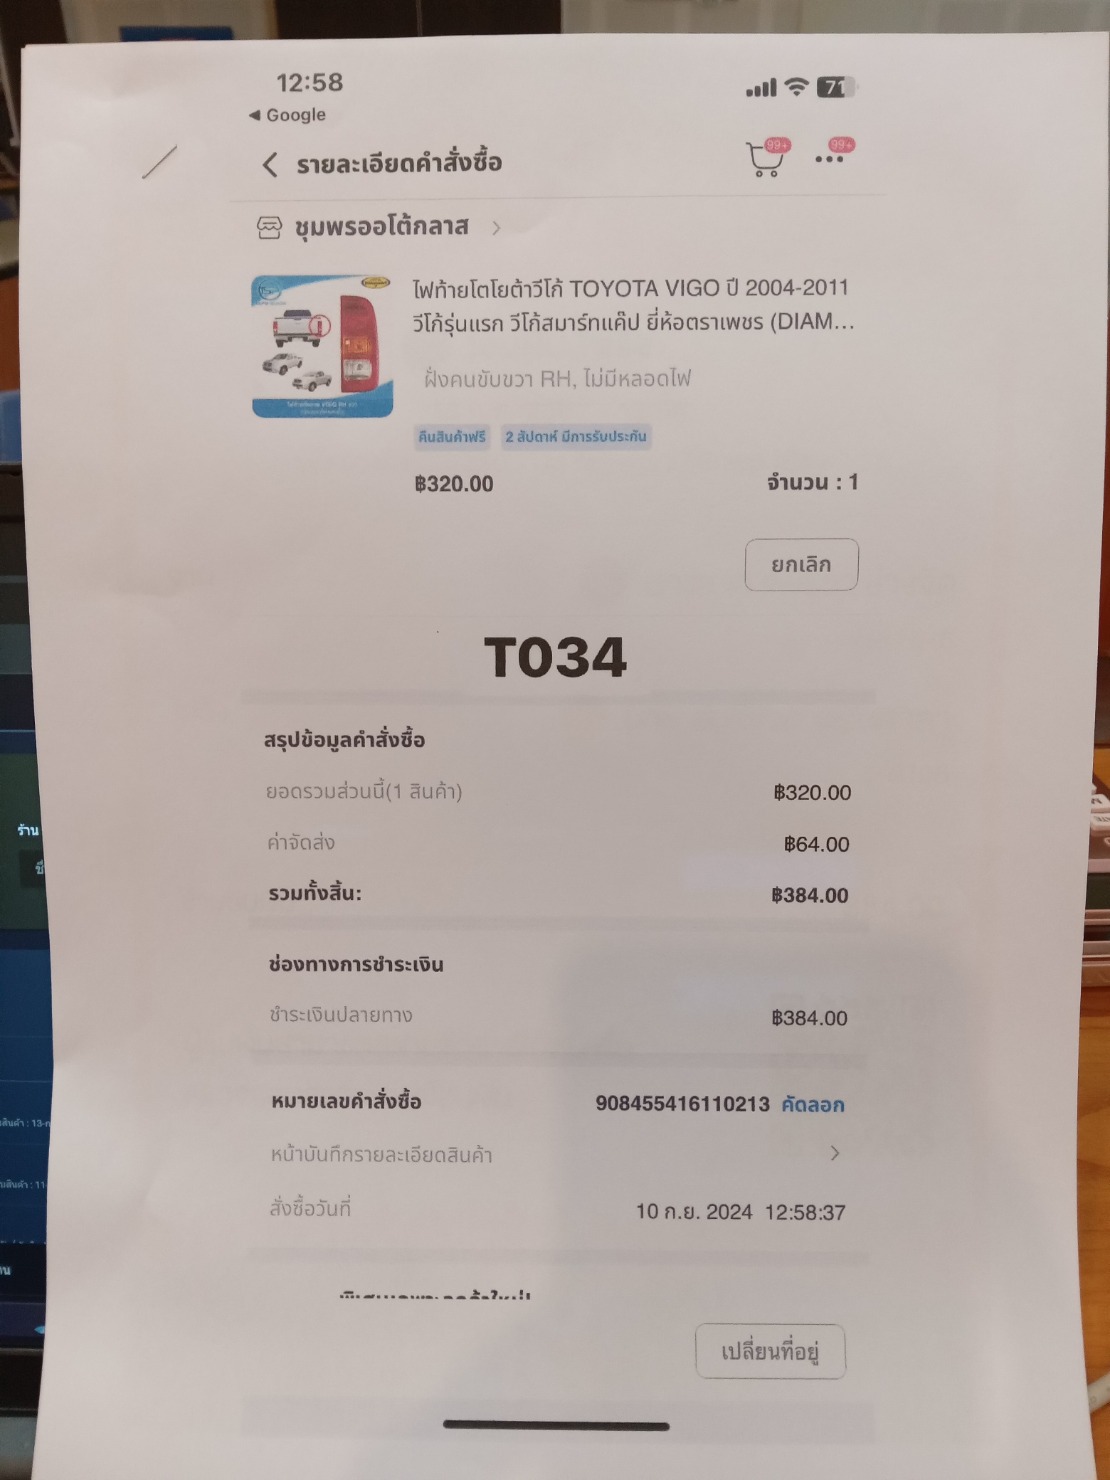 12:58
71
◀ Google
รายละเอียดคำสั่งซื้อ
99+
99+
ชุมพรออโต้กลาส
ไฟท้ายโตโยต้าวีโก้ TOYOTA VIGO ปี 2004-2011
วีโก้รุ่นแรก วีโก้สมาร์ทแค๊ป ยี่ห้อตราเพชร (DIAM...
ฝั่งคนขับขวา RH, ไม่มีหลอดไฟ
คืนสินค้าฟรี 2 สัปดาห์ มีการรับประกัน
฿320.00 จำนวน : 1
ยกเลิก
T034
สรุปข้อมูลคำสั่งซื้อ
ยอดรวมส่วนนี้(1 สินค้า) ฿320.00
ค่าจัดส่ง ฿64.00
รวมทั้งสิ้น: ฿384.00
ช่องทางการชำระเงิน
ชำระเงินปลายทาง ฿384.00
หมายเลขคำสั่งซื้อ 908455416110213 คัดลอก
หน้าบันทึกรายละเอียดสินค้า
สั่งซื้อวันที่ 10 ก.ย. 2024 12:58:37
เปลี่ยนที่อยู่
ร้าน